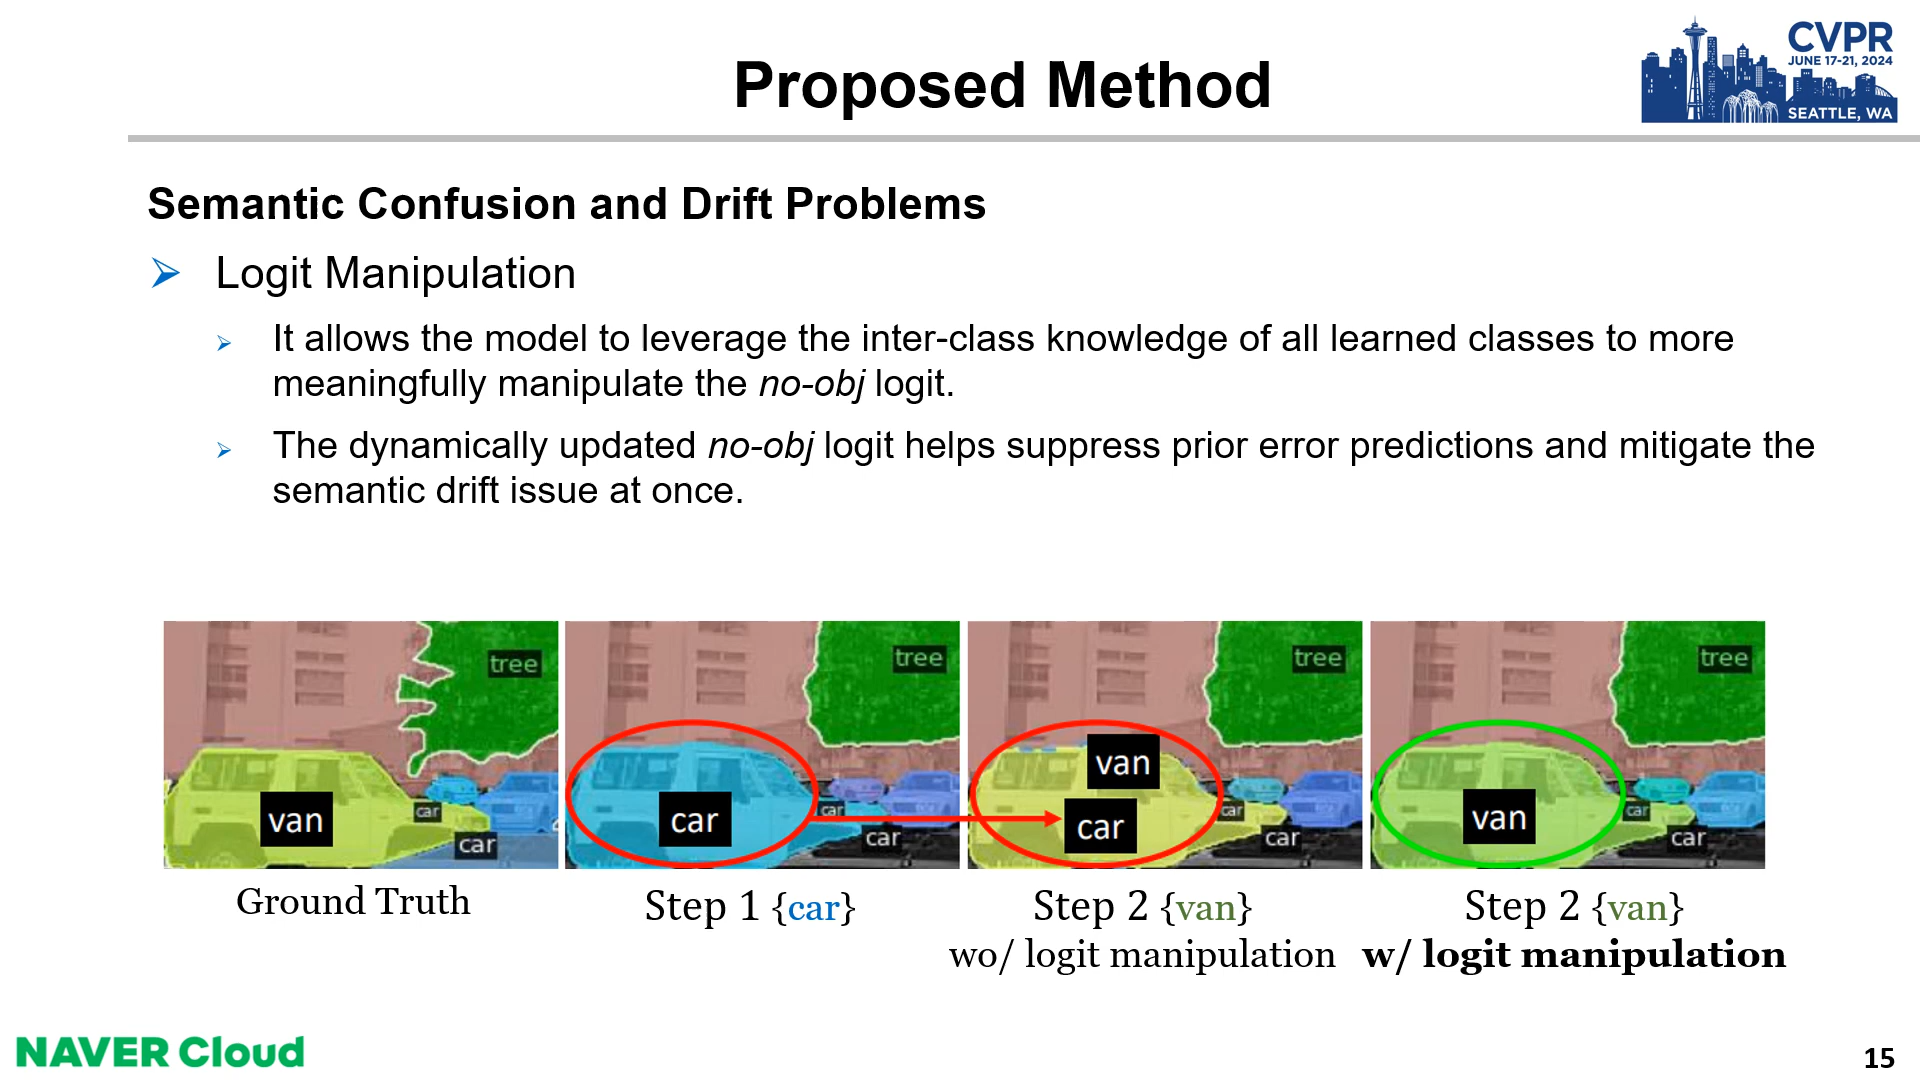 Proposed Method
CVPR
JUNE 17-21, 2024
SEATTLE, WA
Semantic Confusion and Drift Problems
Logit Manipulation
It allows the model to leverage the inter-class knowledge of all learned classes to more
meaningfully manipulate the no-obj logit.
The dynamically updated no-obj logit helps suppress prior error predictions and mitigate the
semantic drift issue at once.
tree
van
car
car
Ground Truth
tree
car
car
car
Step 1 {car}
tree
van
car
car
car
Step 2 {van}
wo/ logit manipulation
tree
van
car
car
Step 2 {van}
w/ logit manipulation
NAVER Cloud
15